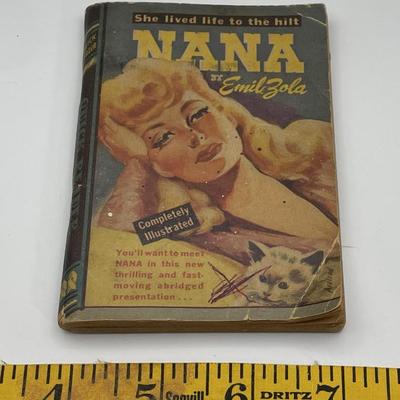 She lived life to the hilt
NANA
BY Emil Zola
Completely
Illustrated
You'll want to meet
NANA in this new
thrilling and fast-
moving abridged
presentation...
4 5 6 7
Scovill DRITZ